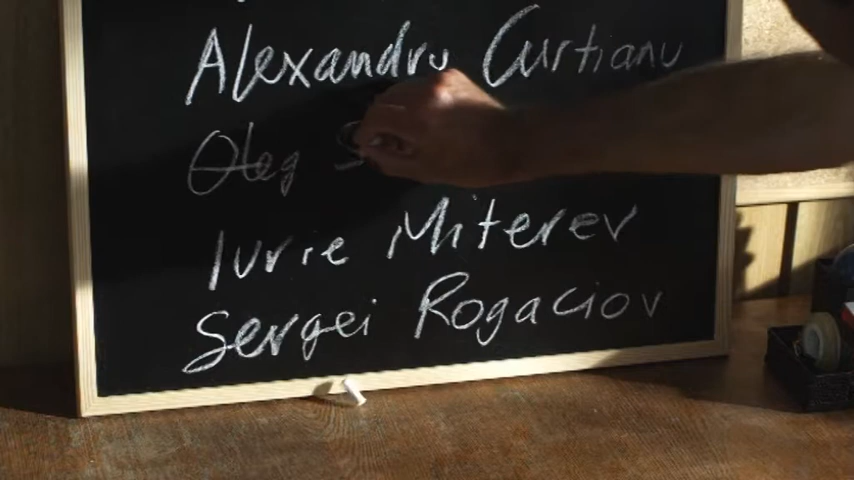 Alexandru Curtianu
Oleg
Iurie Miterev
Sergei Rogaciov